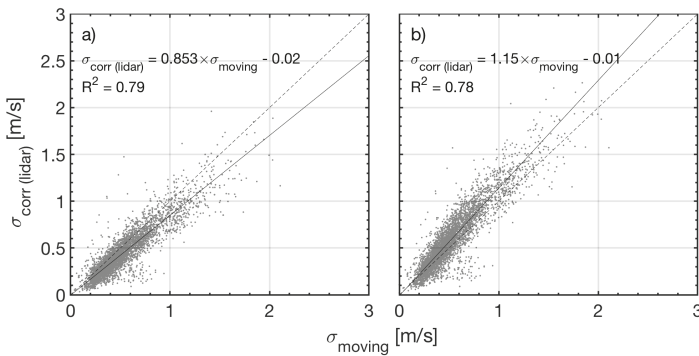 a)
σcorr (lidar) = 0.853×σmoving - 0.02
R² = 0.79
b)
σcorr (lidar) = 1.15×σmoving - 0.01
R² = 0.78
σcorr (lidar) [m/s]
3
2.5
2
1.5
1
0.5
0
0 1 2 3
0 1 2 3
σmoving [m/s]